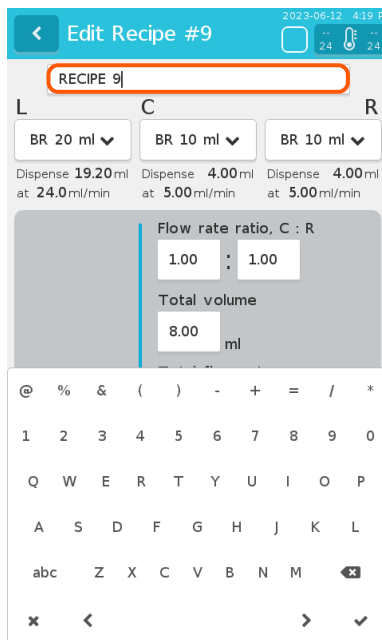 2023-06-12 4:19
Edit Recipe #9
24 24
RECIPE 9
L C R
BR 20 ml BR 10 ml BR 10 ml
Dispense 19.20 ml Dispense 4.00 ml Dispense 4.00 ml
at 24.0 ml/min at 5.00 ml/min at 5.00 ml/min
Flow rate ratio, C : R
1.00 : 1.00
Total volume
8.00 ml
@ % & ( ) - + = / *
1 2 3 4 5 6 7 8 9 0
Q W E R T Y U I O P
A S D F G H J K L
abc Z X C V B N M